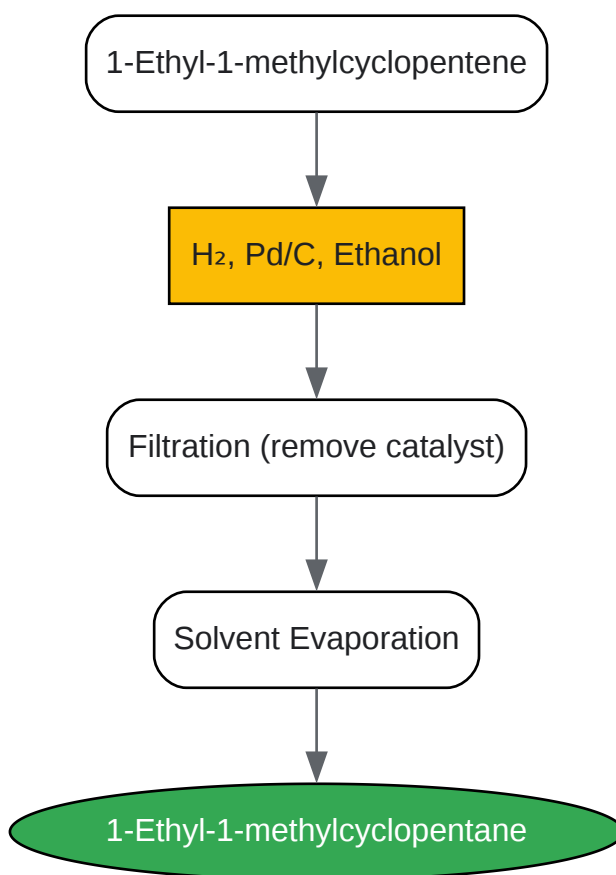 1-Ethyl-1-methylcyclopentene
H₂, Pd/C, Ethanol
Filtration (remove catalyst)
Solvent Evaporation
1-Ethyl-1-methylcyclopentane